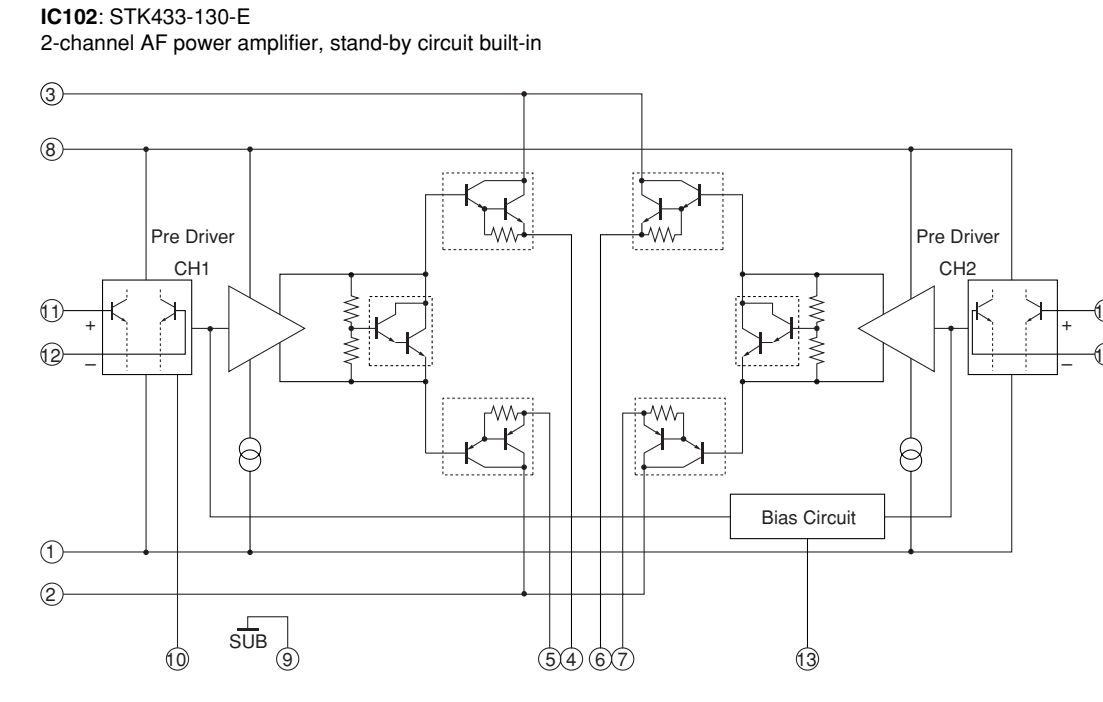 IC102: STK433-130-E
2-channel AF power amplifier, stand-by circuit built-in
3
8
Pre Driver
CH1
Pre Driver
CH2
11
+
12
–
+
–
Bias Circuit
1
2
SUB
10
9
5
4
6
7
13